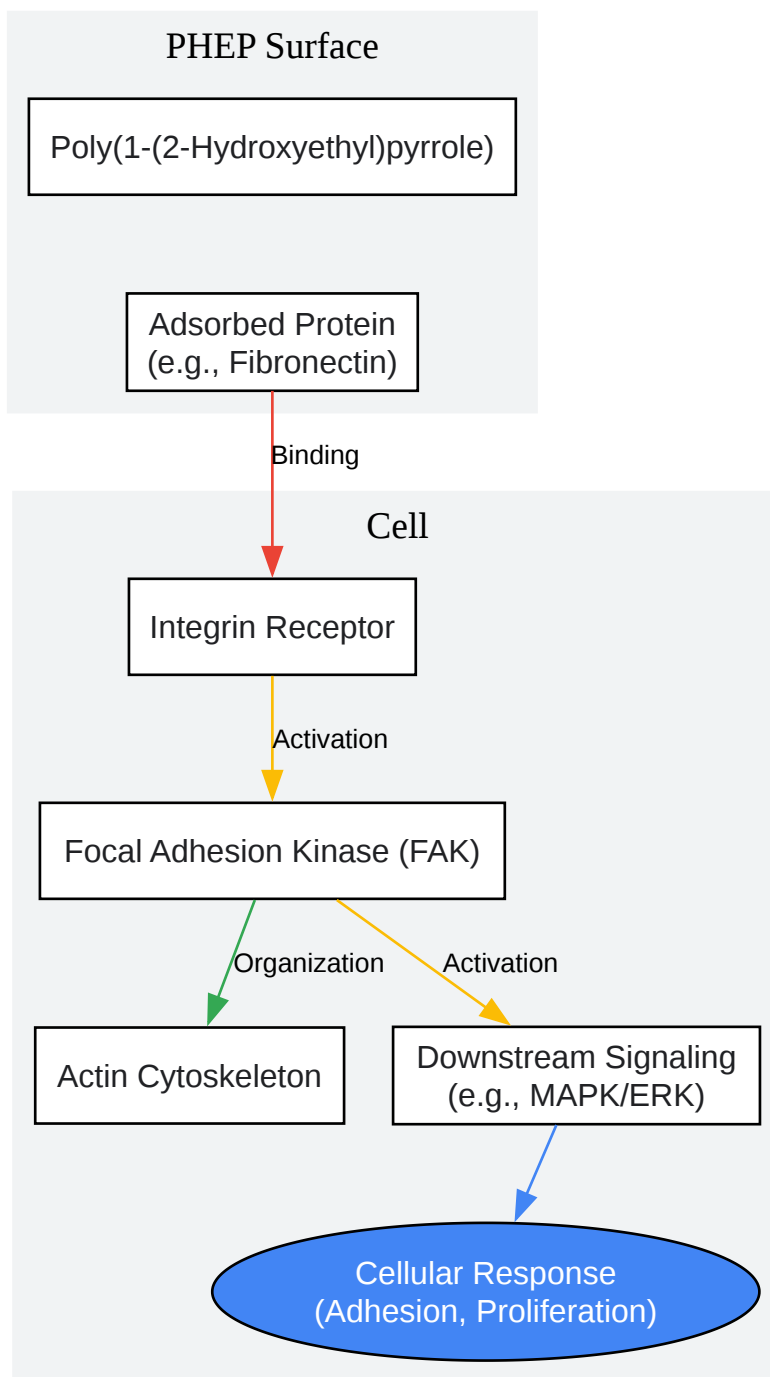 PHEP Surface
Poly(1-(2-Hydroxyethyl)pyrrole)
Adsorbed Protein
(e.g., Fibronectin)
Binding
Cell
Integrin Receptor
Activation
Focal Adhesion Kinase (FAK)
Organization
Activation
Actin Cytoskeleton
Downstream Signaling
(e.g., MAPK/ERK)
Cellular Response
(Adhesion, Proliferation)